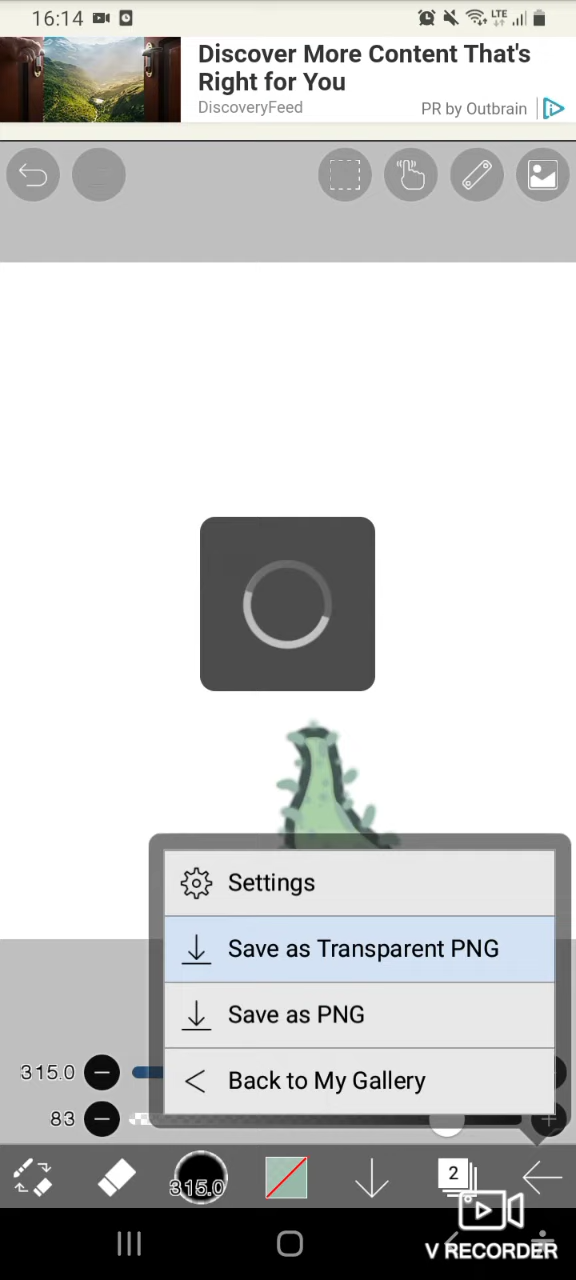 16:14
LTE
Discover More Content That's
Right for You
DiscoveryFeed
PR by Outbrain
Settings
Save as Transparent PNG
Save as PNG
Back to My Gallery
315.0
83
315.0
2
V RECORDER